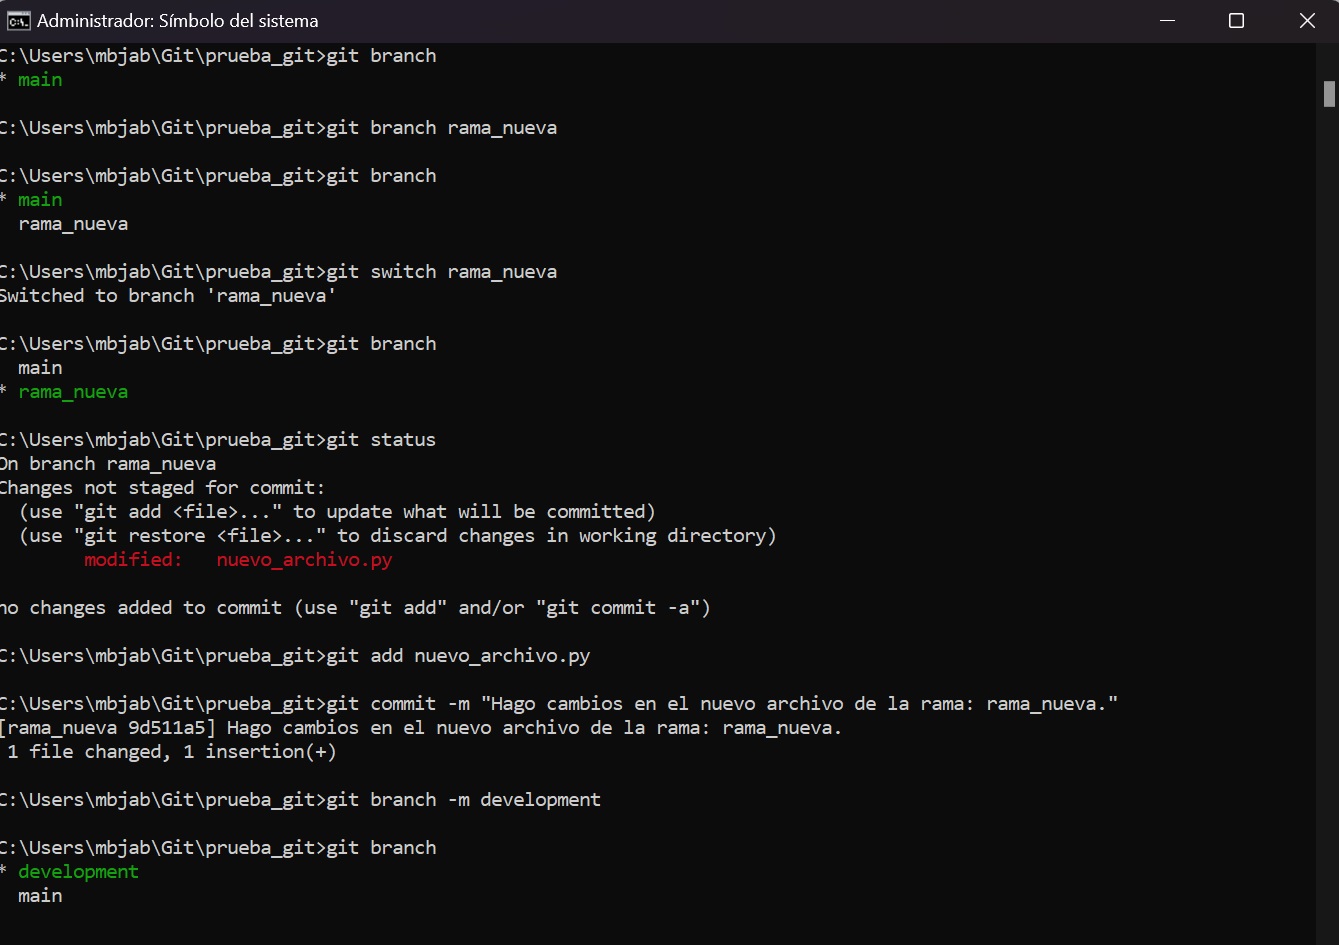 Administrador: Símbolo del sistema
C:\Users\mbjab\Git\prueba_git>git branch
* main
C:\Users\mbjab\Git\prueba_git>git branch rama_nueva
C:\Users\mbjab\Git\prueba_git>git branch
* main
rama_nueva
C:\Users\mbjab\Git\prueba_git>git switch rama_nueva
Switched to branch 'rama_nueva'
C:\Users\mbjab\Git\prueba_git>git branch
main
* rama_nueva
C:\Users\mbjab\Git\prueba_git>git status
On branch rama_nueva
Changes not staged for commit:
(use "git add <file>..." to update what will be committed)
(use "git restore <file>..." to discard changes in working directory)
modified:   nuevo_archivo.py
no changes added to commit (use "git add" and/or "git commit -a")
C:\Users\mbjab\Git\prueba_git>git add nuevo_archivo.py
C:\Users\mbjab\Git\prueba_git>git commit -m "Hago cambios en el nuevo archivo de la rama: rama_nueva."
[rama_nueva 9d511a5] Hago cambios en el nuevo archivo de la rama: rama_nueva.
1 file changed, 1 insertion(+)
C:\Users\mbjab\Git\prueba_git>git branch -m development
C:\Users\mbjab\Git\prueba_git>git branch
* development
main